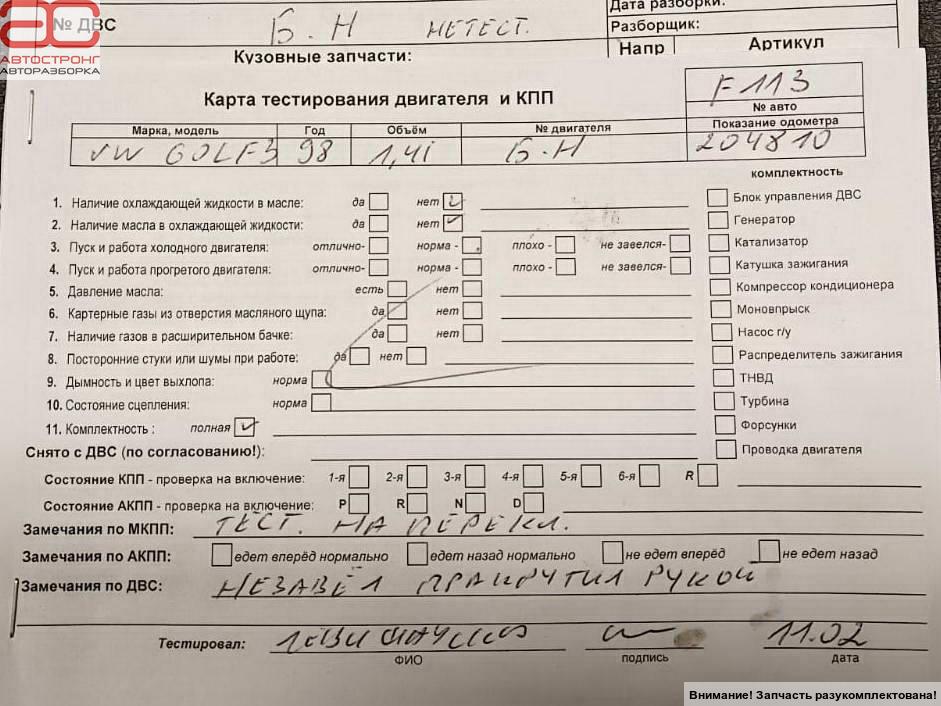 Дата разборки:
№ ДВС Б.Н НЕТЕСТ. Разборщик:
Напр Артикул
АС
АВТОСТРОНГ
АВТОРАЗБОРКА
Кузовные запчасти:
Карта тестирования двигателя и КПП F113
№ авто
Марка, модель Год Объём № двигателя Показание одометра
VW GOLF3 98 1,4i Б.Н 204810
комплектность
1. Наличие охлаждающей жидкости в масле: да нет Блок управления ДВС
2. Наличие масла в охлаждающей жидкости: да нет Генератор
3. Пуск и работа холодного двигателя: отлично- норма - плохо - не завелся- Катализатор
4. Пуск и работа прогретого двигателя: отлично- норма - плохо - не завелся- Катушка зажигания
5. Давление масла: есть нет Компрессор кондиционера
6. Картерные газы из отверстия масляного щупа: да нет Моновпрыск
7. Наличие газов в расширительном бачке: да нет Насос г/у
8. Посторонние стуки или шумы при работе: да нет Распределитель зажигания
9. Дымность и цвет выхлопа: норма ТНВД
10. Состояние сцепления: норма Турбина
11. Комплектность : полная Форсунки
Снято с ДВС (по согласованию!): Проводка двигателя
Состояние КПП - проверка на включение: 1-я 2-я 3-я 4-я 5-я 6-я R
Состояние АКПП - проверка на включение: P R N D
Замечания по МКПП: ТЕСТ. НА ПЕРЕКЛ.
Замечания по АКПП: едет вперёд нормально едет назад нормально не едет вперёд не едет назад
Замечания по ДВС: НЕЗАВЁЛ ПРАКРУТИЛ РУКОЙ
Тестировал: 11.02
ФИО подпись дата
Внимание! Запчасть разукомплектована!